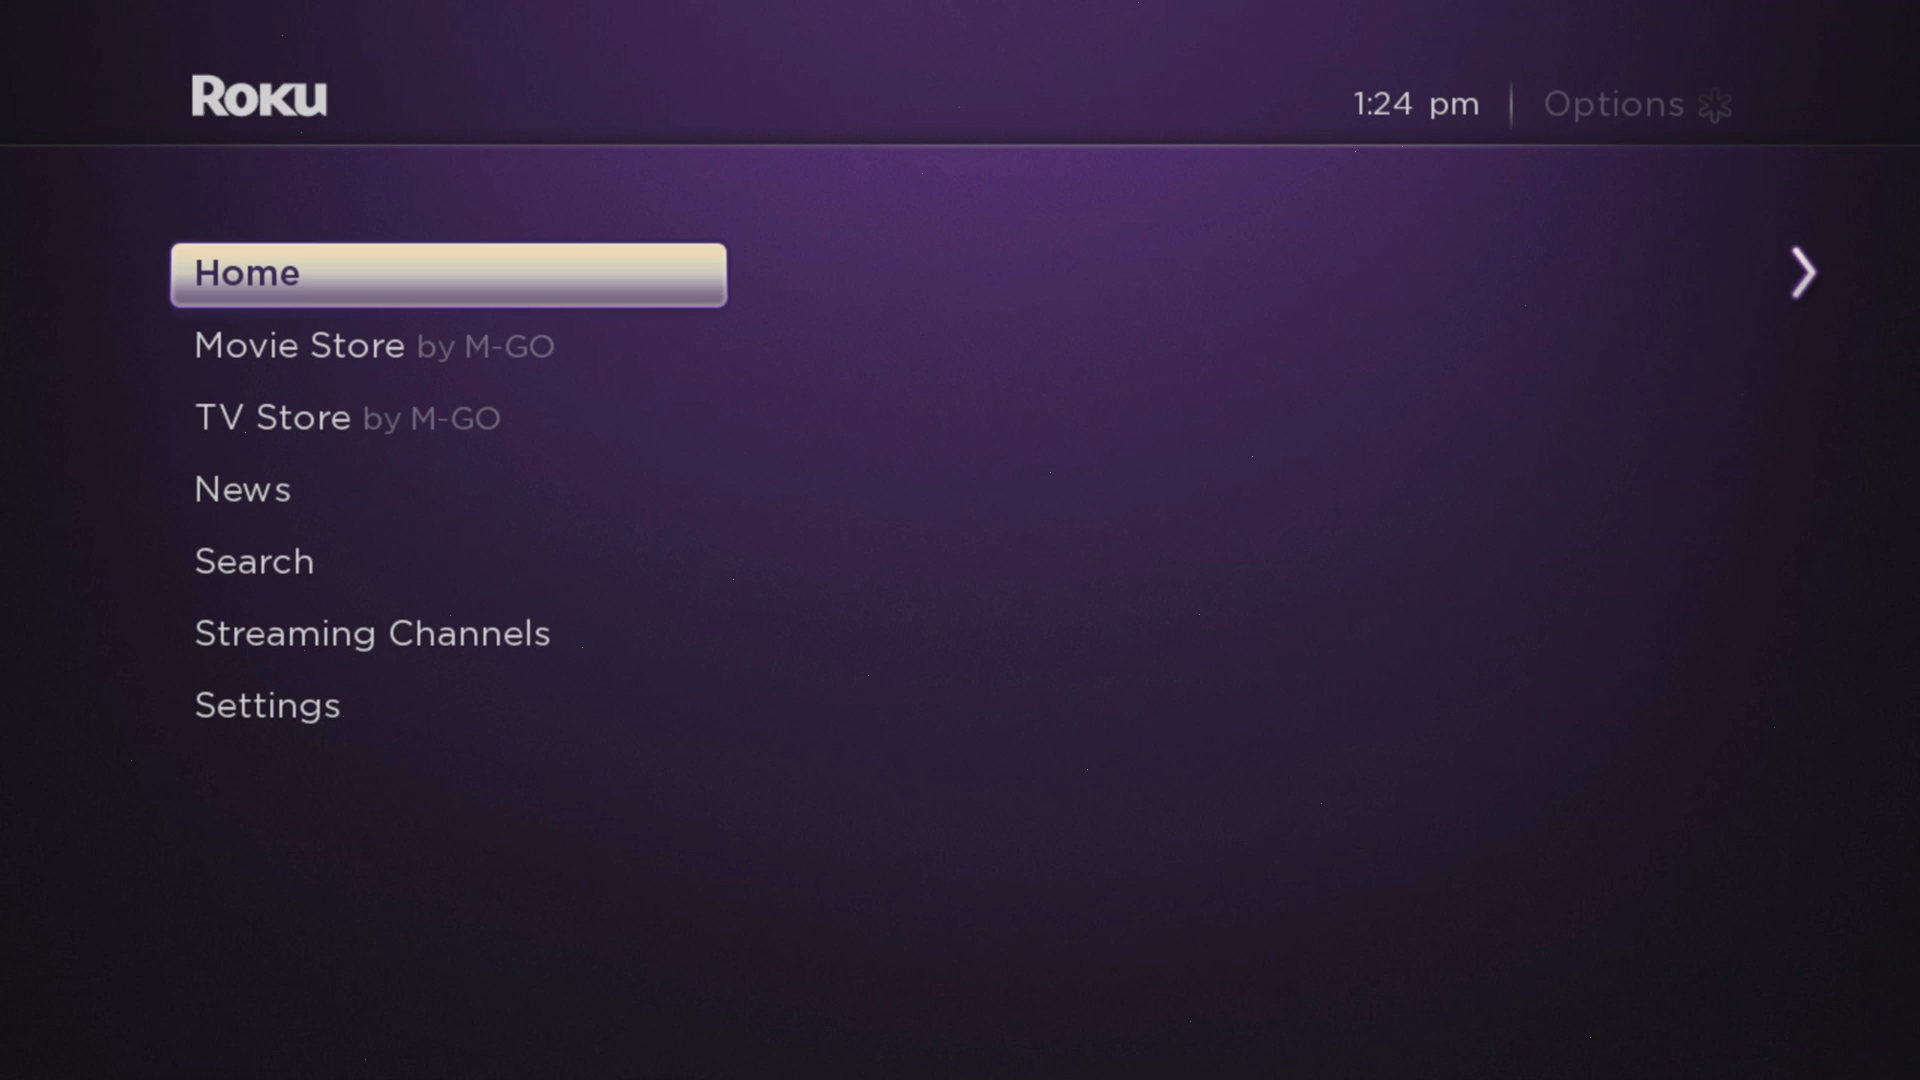 Roku
1:24 pm | Options
Home
Movie Store by M-GO
TV Store by M-GO
News
Search
Streaming Channels
Settings